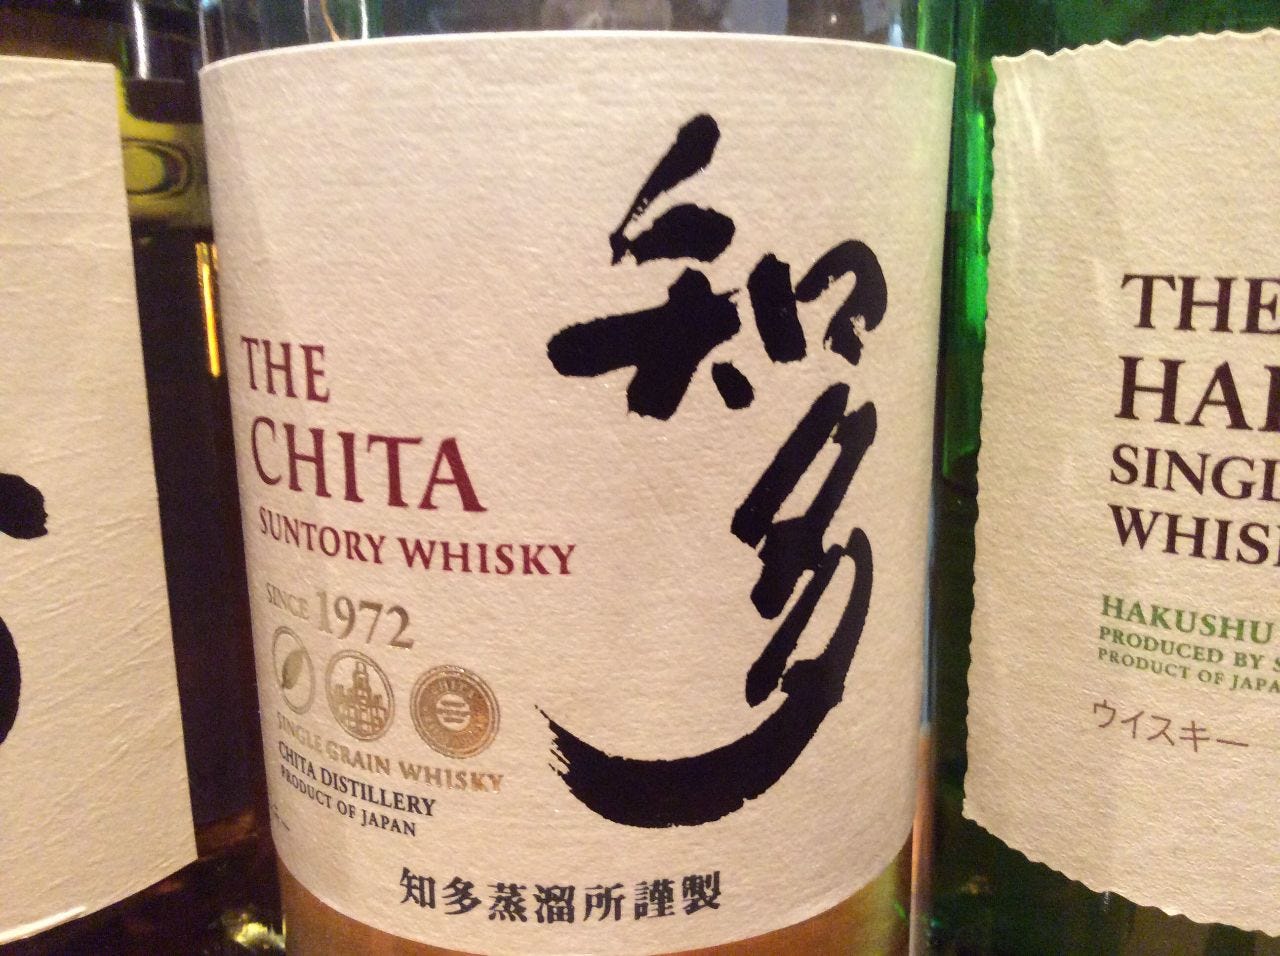 知多
THE
CHITA
SUNTORY WHISKY
SINCE 1972
SINGLE GRAIN WHISKY
CHITA DISTILLERY
PRODUCT OF JAPAN
知多蒸溜所謹製
THE
HA
SINGL
WHIS
HAKUSHU
PRODUCED BY S
PRODUCT OF JAPA
ウイスキー